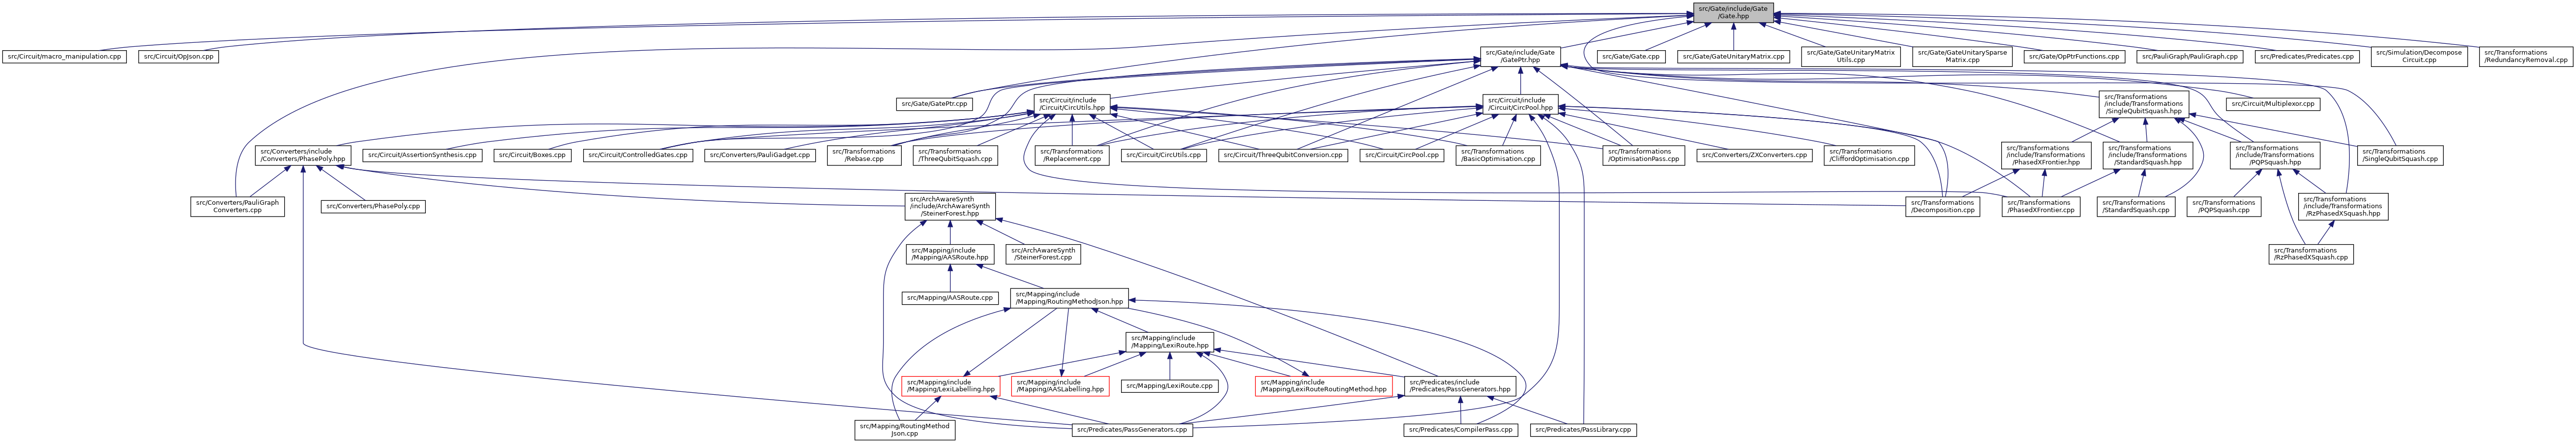 src/Gate/include/Gate
/Gate.hpp
src/Circuit/macro_manipulation.cpp
src/Circuit/OpJson.cpp
src/Gate/include/Gate
/GatePtr.hpp
src/Gate/Gate.cpp
src/Gate/GateUnitaryMatrix.cpp
src/Gate/GateUnitaryMatrix
Utils.cpp
src/Gate/GateUnitarySparse
Matrix.cpp
src/Gate/OpPtrFunctions.cpp
src/PauliGraph/PauliGraph.cpp
src/Predicates/Predicates.cpp
src/Simulation/Decompose
Circuit.cpp
src/Transformations
/RedundancyRemoval.cpp
src/Gate/GatePtr.cpp
src/Circuit/include
/Circuit/CircUtils.hpp
src/Circuit/include
/Circuit/CircPool.hpp
src/Transformations
/include/Transformations
/SingleQubitSquash.hpp
src/Circuit/Multiplexor.cpp
src/Converters/include
/Converters/PhasePoly.hpp
src/Circuit/AssertionSynthesis.cpp
src/Circuit/Boxes.cpp
src/Circuit/ControlledGates.cpp
src/Converters/PauliGadget.cpp
src/Transformations
/Rebase.cpp
src/Transformations
/ThreeQubitSquash.cpp
src/Transformations
/Replacement.cpp
src/Circuit/CircUtils.cpp
src/Circuit/ThreeQubitConversion.cpp
src/Circuit/CircPool.cpp
src/Transformations
/BasicOptimisation.cpp
src/Transformations
/OptimisationPass.cpp
src/Converters/ZXConverters.cpp
src/Transformations
/CliffordOptimisation.cpp
src/Transformations
/include/Transformations
/PhasedXFrontier.hpp
src/Transformations
/include/Transformations
/StandardSquash.hpp
src/Transformations
/include/Transformations
/PQPSquash.hpp
src/Transformations
/SingleQubitSquash.cpp
src/Converters/PauliGraph
Converters.cpp
src/Converters/PhasePoly.cpp
src/ArchAwareSynth
/include/ArchAwareSynth
/SteinerForest.hpp
src/Transformations
/Decomposition.cpp
src/Transformations
/PhasedXFrontier.cpp
src/Transformations
/StandardSquash.cpp
src/Transformations
/PQPSquash.cpp
src/Transformations
/include/Transformations
/RzPhasedXSquash.hpp
src/Mapping/include
/Mapping/AASRoute.hpp
src/ArchAwareSynth
/SteinerForest.cpp
src/Transformations
/RzPhasedXSquash.cpp
src/Mapping/AASRoute.cpp
src/Mapping/include
/Mapping/RoutingMethodJson.hpp
src/Mapping/include
/Mapping/LexiRoute.hpp
src/Mapping/include
/Mapping/LexiLabelling.hpp
src/Mapping/include
/Mapping/AASLabelling.hpp
src/Mapping/LexiRoute.cpp
src/Mapping/include
/Mapping/LexiRouteRoutingMethod.hpp
src/Predicates/include
/Predicates/PassGenerators.hpp
src/Mapping/RoutingMethod
Json.cpp
src/Predicates/PassGenerators.cpp
src/Predicates/CompilerPass.cpp
src/Predicates/PassLibrary.cpp